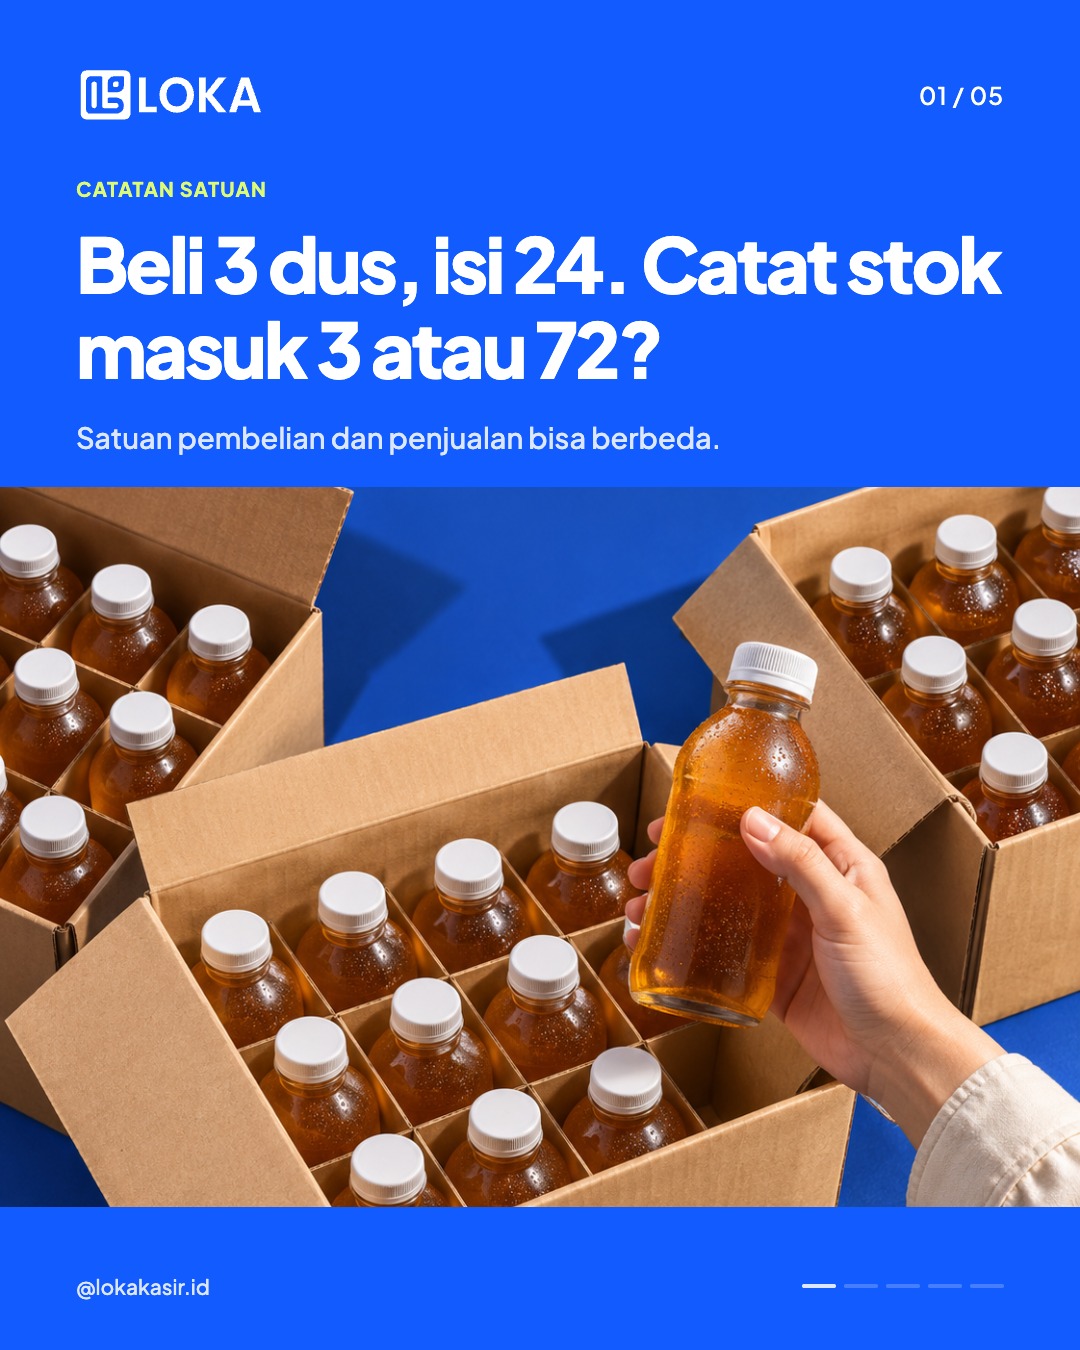 LOKA
01 / 05
CATATAN SATUAN
Beli 3 dus, isi 24. Catat stok
masuk 3 atau 72?
Satuan pembelian dan penjualan bisa berbeda.
@lokakasir.id